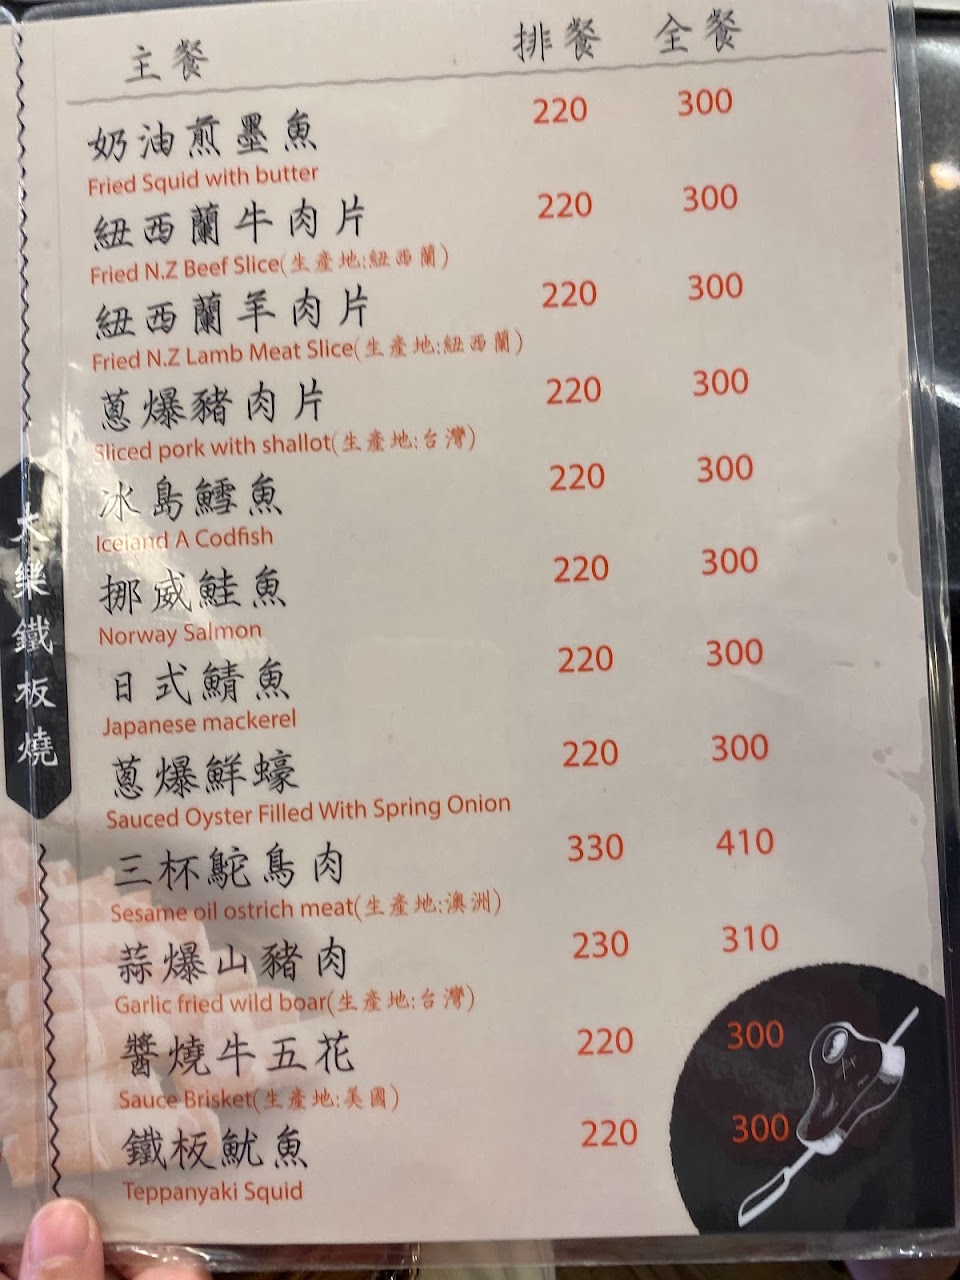 主餐 排餐 全餐
奶油煎墨魚 220 300
Fried Squid with butter
紐西蘭牛肉片 220 300
Fried N.Z Beef Slice(生產地:紐西蘭)
紐西蘭羊肉片 220 300
Fried N.Z Lamb Meat Slice(生產地:紐西蘭)
蔥爆豬肉片 220 300
Sliced pork with shallot(生產地:台灣)
冰島鱈魚 220 300
Iceland A Codfish
挪威鮭魚 220 300
Norway Salmon
日式鯖魚 220 300
Japanese mackerel
蔥爆鮮蠔 220 300
Sauced Oyster Filled With Spring Onion
三杯鴕鳥肉 330 410
Sesame oil ostrich meat(生產地:澳洲)
蒜爆山豬肉 230 310
Garlic fried wild boar(生產地:台灣)
醬燒牛五花 220 300
Sauce Brisket(生產地:美國)
鐵板魷魚 220 300
Teppanyaki Squid
大樂鐵板燒